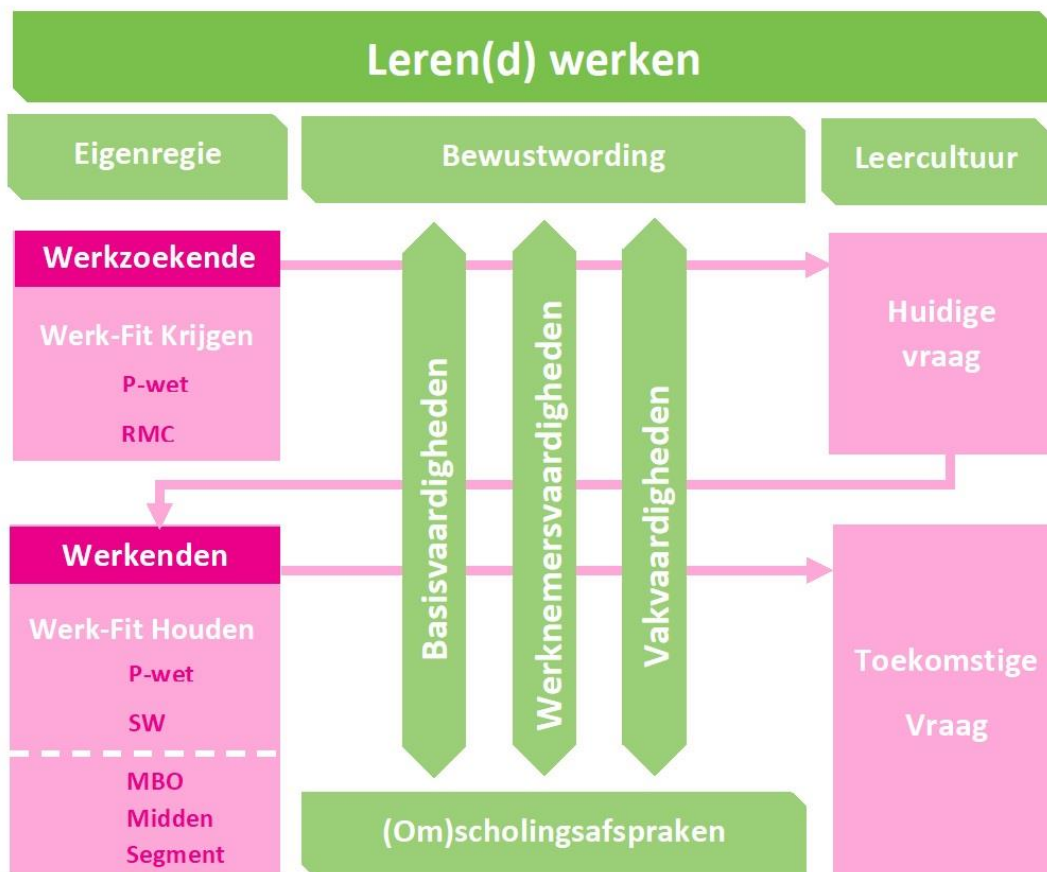 Leren(d) werken
Eigenregie
Bewustwording
Leercultuur
Werkzoekende
Werk-Fit Krijgen
P-wet
RMC
Basisvaardigheden
Werknemersvaardigheden
Vakvaardigheden
Huidige
vraag
Werkenden
Werk-Fit Houden
P-wet
SW
MBO
Midden
Segment
(Om)scholingsafspraken
Toekomstige
Vraag